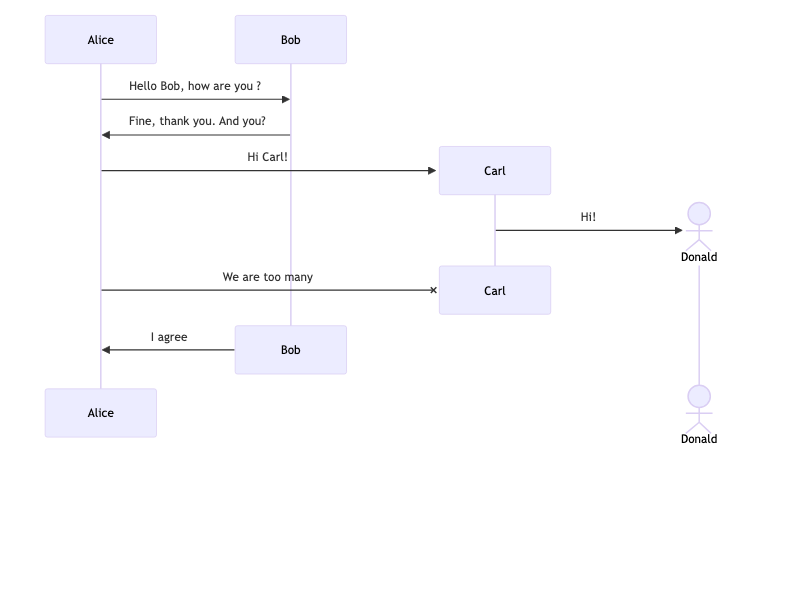 Alice
Bob
Hello Bob, how are you ?
Fine, thank you. And you?
Hi Carl!
Carl
Hi!
Donald
We are too many
Carl
I agree
Bob
Alice
Donald